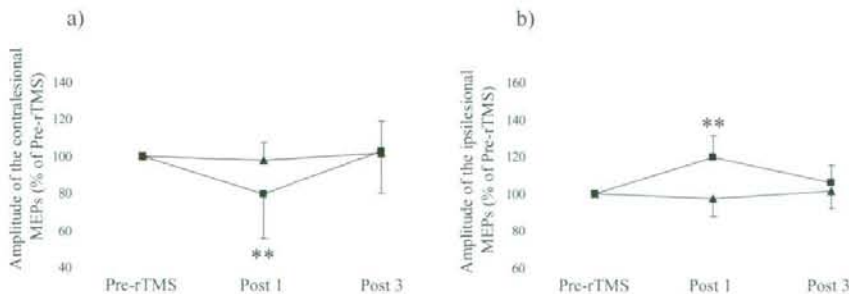 a)
Amplitude of the contralesional
MEPs (% of Pre-rTMS)
140
120
100
80
60
40
**
Pre-rTMS Post 1 Post 3
b)
Amplitude of the ipsilesional
MEPs (% of Pre-rTMS)
160
140
120
100
80
60
**
Pre-rTMS Post 1 Post 3